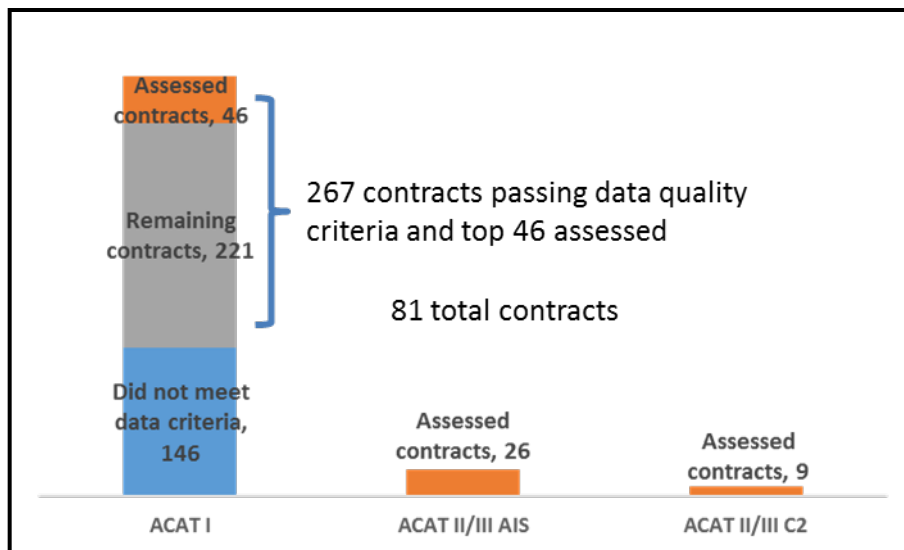 Assessed
contracts, 46
Remaining
contracts, 221
Did not meet
data criteria,
146
267 contracts passing data quality
criteria and top 46 assessed
81 total contracts
Assessed
contracts, 26
Assessed
contracts, 9
ACAT I
ACAT II/III AIS
ACAT II/III C2